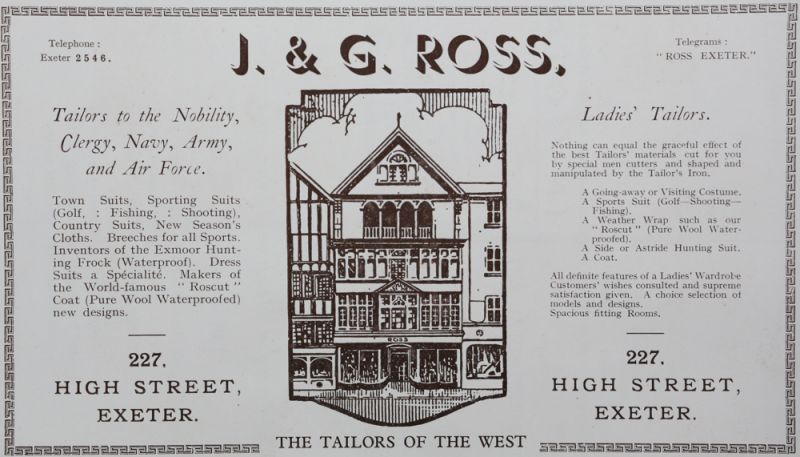 J. & G. ROSS.
Telephone :
Exeter 2546.
Tailors to the Nobility,
Clergy, Navy, Army,
and Air Force.
Town Suits, Sporting Suits
(Golf, : Fishing, : Shooting),
Country Suits, New Season's
Cloths. Breeches for all Sports.
Inventors of the Exmoor Hunt-
ing Frock (Waterproof). Dress
Suits a Spécialité. Makers of
the World-famous "Roscut"
Coat (Pure Wool Waterproofed)
new designs.
227,
HIGH STREET,
EXETER.
ROSS
THE TAILORS OF THE WEST
Telegrams :
"ROSS EXETER."
Ladies' Tailors.
Nothing can equal the graceful effect of
the best Tailors' materials cut for you
by special men cutters and shaped and
manipulated by the Tailor's Iron.
A Going-away or Visiting Costume.
A Sports Suit (Golf—Shooting—
Fishing).
A Weather Wrap such as our
"Roscut" (Pure Wool Water-
proofed).
A Side or Astride Hunting Suit.
A Coat.
All definite features of a Ladies' Wardrobe
Customers' wishes consulted and supreme
satisfaction given. A choice selection of
models and designs.
Spacious fitting Rooms.
227,
HIGH STREET,
EXETER.